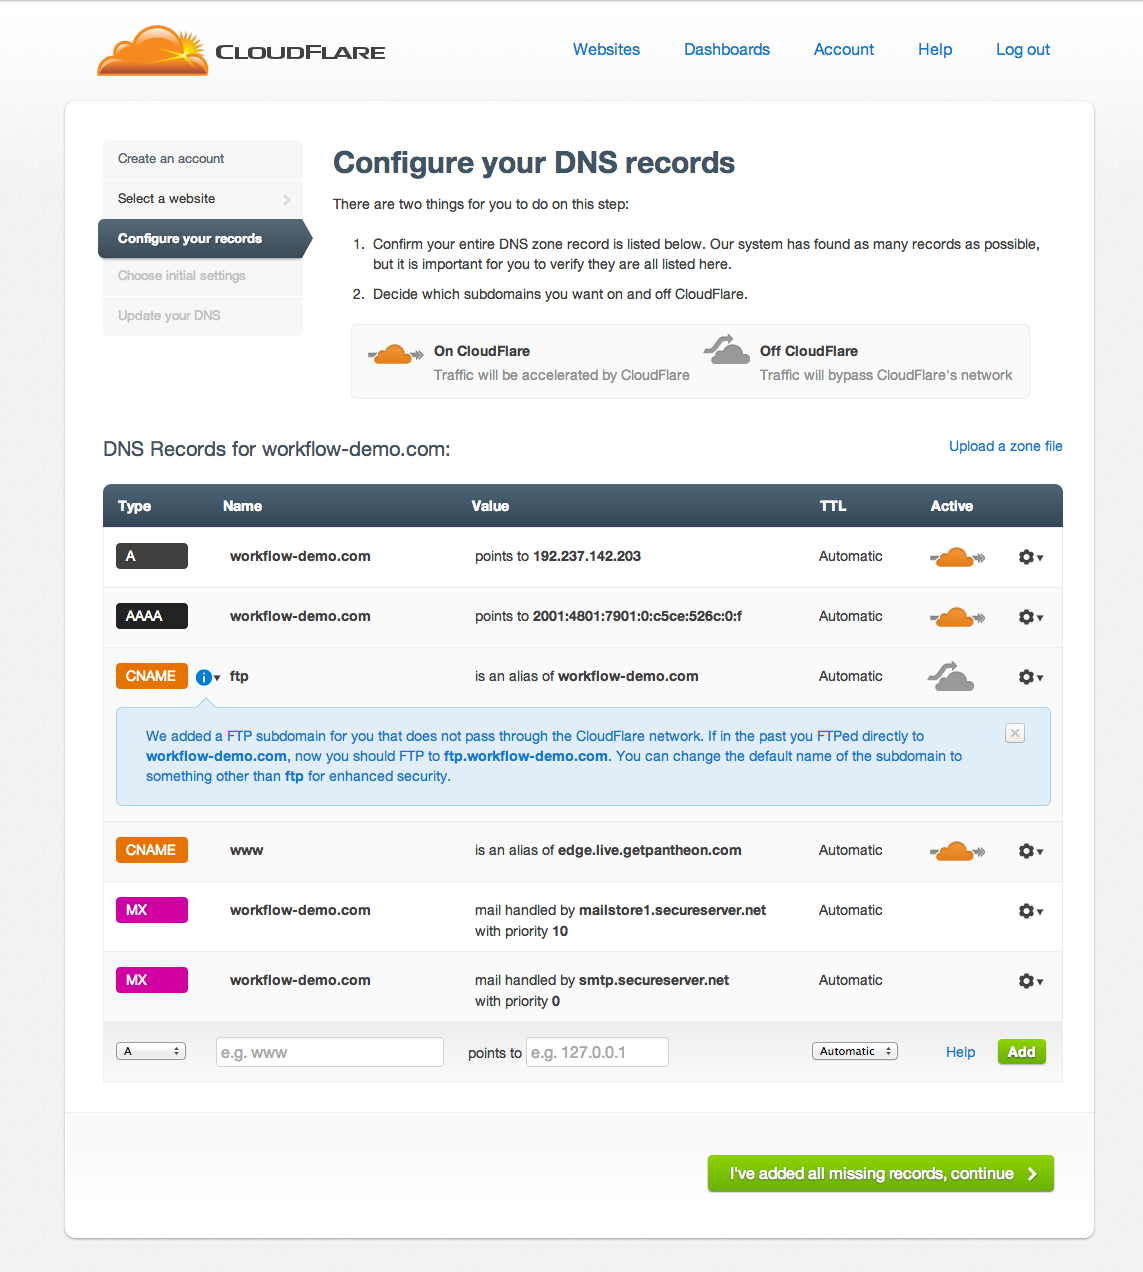 CLOUDFLARE
Websites Dashboards Account Help Log out
Create an account
Select a website
Configure your records
Choose initial settings
Update your DNS
Configure your DNS records
There are two things for you to do on this step:
1. Confirm your entire DNS zone record is listed below. Our system has found as many records as possible,
but it is important for you to verify they are all listed here.
2. Decide which subdomains you want on and off CloudFlare.
On CloudFlare
Traffic will be accelerated by CloudFlare
Off CloudFlare
Traffic will bypass CloudFlare's network
DNS Records for workflow-demo.com:
Upload a zone file
Type Name Value TTL Active
A workflow-demo.com points to 192.237.142.203 Automatic
AAAA workflow-demo.com points to 2001:4801:7901:0:c5ce:526c:0:f Automatic
CNAME i ftp is an alias of workflow-demo.com Automatic
We added a FTP subdomain for you that does not pass through the CloudFlare network. If in the past you FTPed directly to
workflow-demo.com, now you should FTP to ftp.workflow-demo.com. You can change the default name of the subdomain to
something other than ftp for enhanced security.
CNAME www is an alias of edge.live.getpantheon.com Automatic
MX workflow-demo.com mail handled by mailstore1.secureserver.net Automatic
with priority 10
MX workflow-demo.com mail handled by smtp.secureserver.net Automatic
with priority 0
A e.g. www points to e.g. 127.0.0.1 Automatic Help Add
I've added all missing records, continue